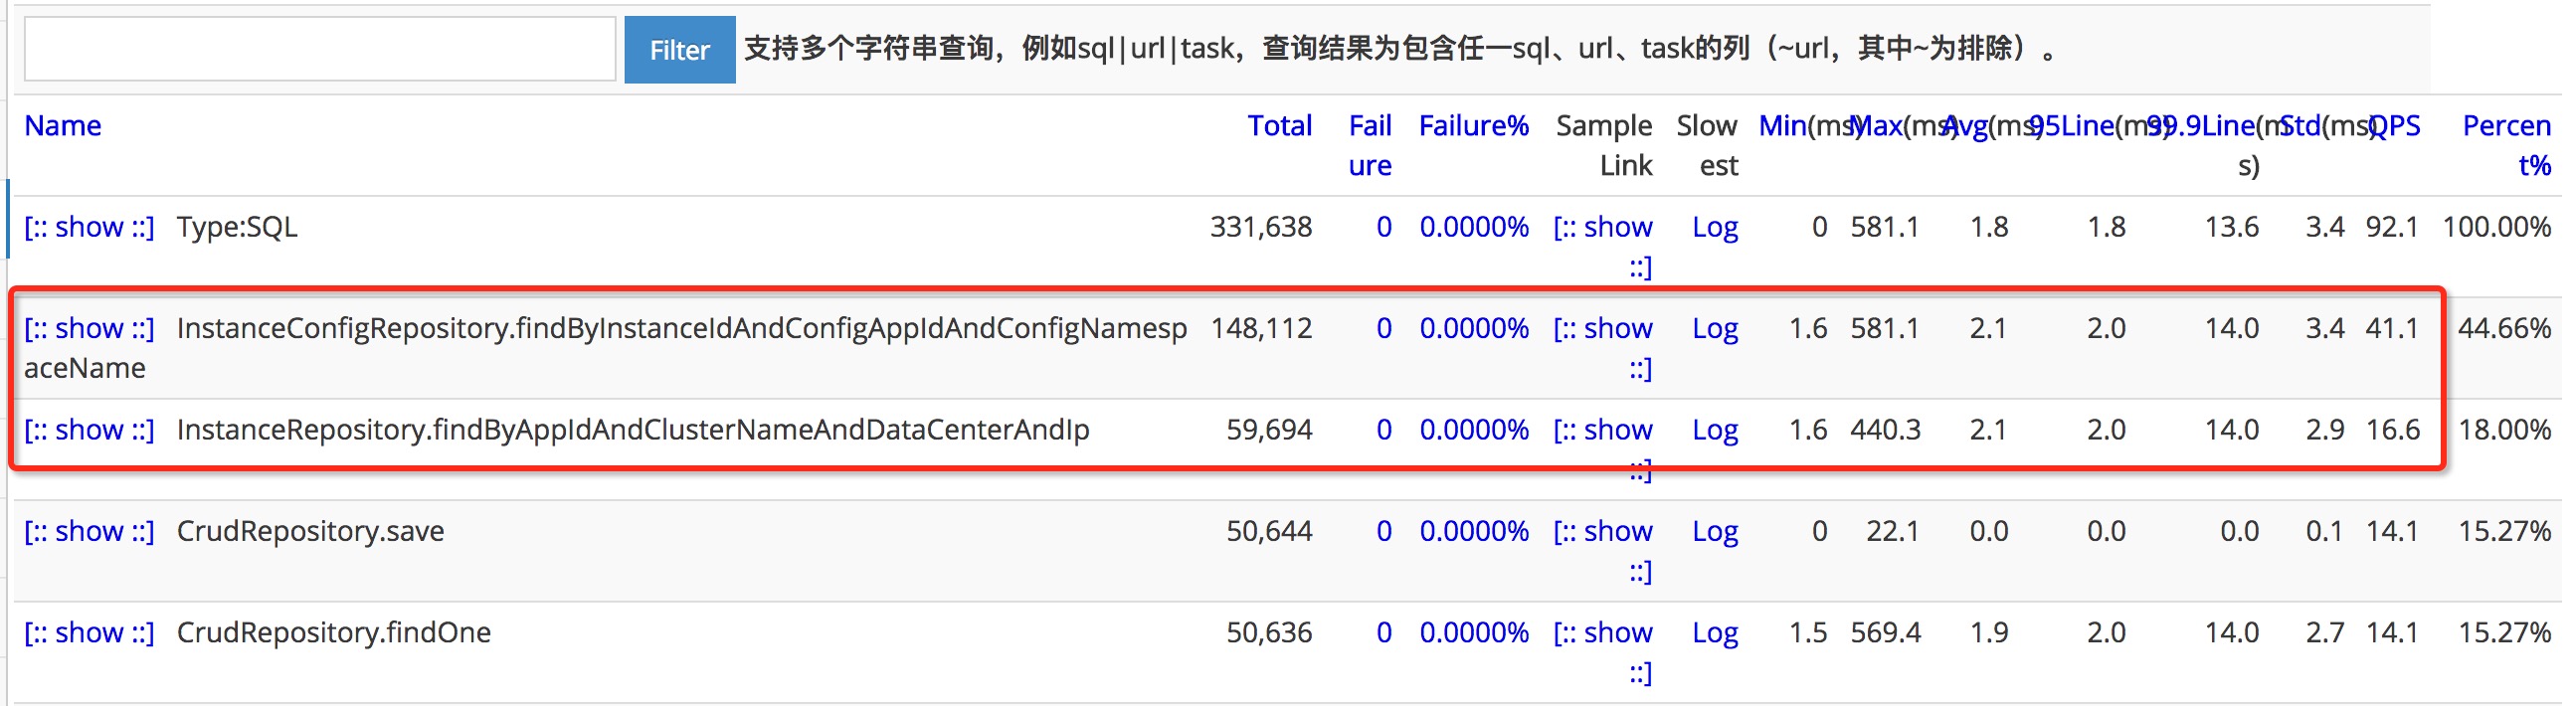 Filter 支持多个字符串查询，例如sql|url|task，查询结果为包含任一sql、url、task的列（~url，其中~为排除）。
Name Total Fail Failure% Sample Slow Min(ms) Max(ms) Avg(ms) 95Line(ms) 99.9Line(m Std(ms) QPS Percen
ure Link est s) t%
[:: show ::] Type:SQL 331,638 0 0.0000% [:: show Log 0 581.1 1.8 1.8 13.6 3.4 92.1 100.00%
::]
[:: show ::] InstanceConfigRepository.findByInstanceIdAndConfigAppIdAndConfigNamesp 148,112 0 0.0000% [:: show Log 1.6 581.1 2.1 2.0 14.0 3.4 41.1 44.66%
aceName ::]
[:: show ::] InstanceRepository.findByAppIdAndClusterNameAndDataCenterAndIp 59,694 0 0.0000% [:: show Log 1.6 440.3 2.1 2.0 14.0 2.9 16.6 18.00%
::]
[:: show ::] CrudRepository.save 50,644 0 0.0000% [:: show Log 0 22.1 0.0 0.0 0.0 0.1 14.1 15.27%
::]
[:: show ::] CrudRepository.findOne 50,636 0 0.0000% [:: show Log 1.5 569.4 1.9 2.0 14.0 2.7 14.1 15.27%
::]